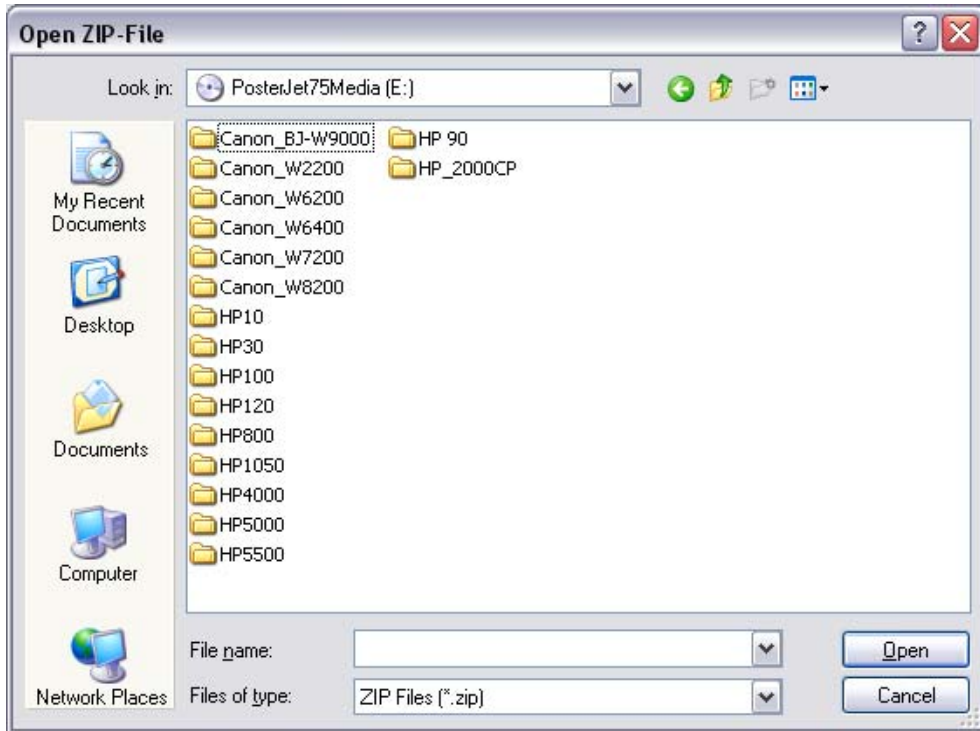 Open ZIP-File
Look in: PosterJet75Media (E:)
My Recent
Documents
Desktop
Documents
Computer
Network Places
Canon_BJ-W9000
Canon_W2200
Canon_W6200
Canon_W6400
Canon_W7200
Canon_W8200
HP10
HP30
HP100
HP120
HP800
HP1050
HP4000
HP5000
HP5500
HP 90
HP_2000CP
File name:
Open
Files of type: ZIP Files (*.zip)
Cancel